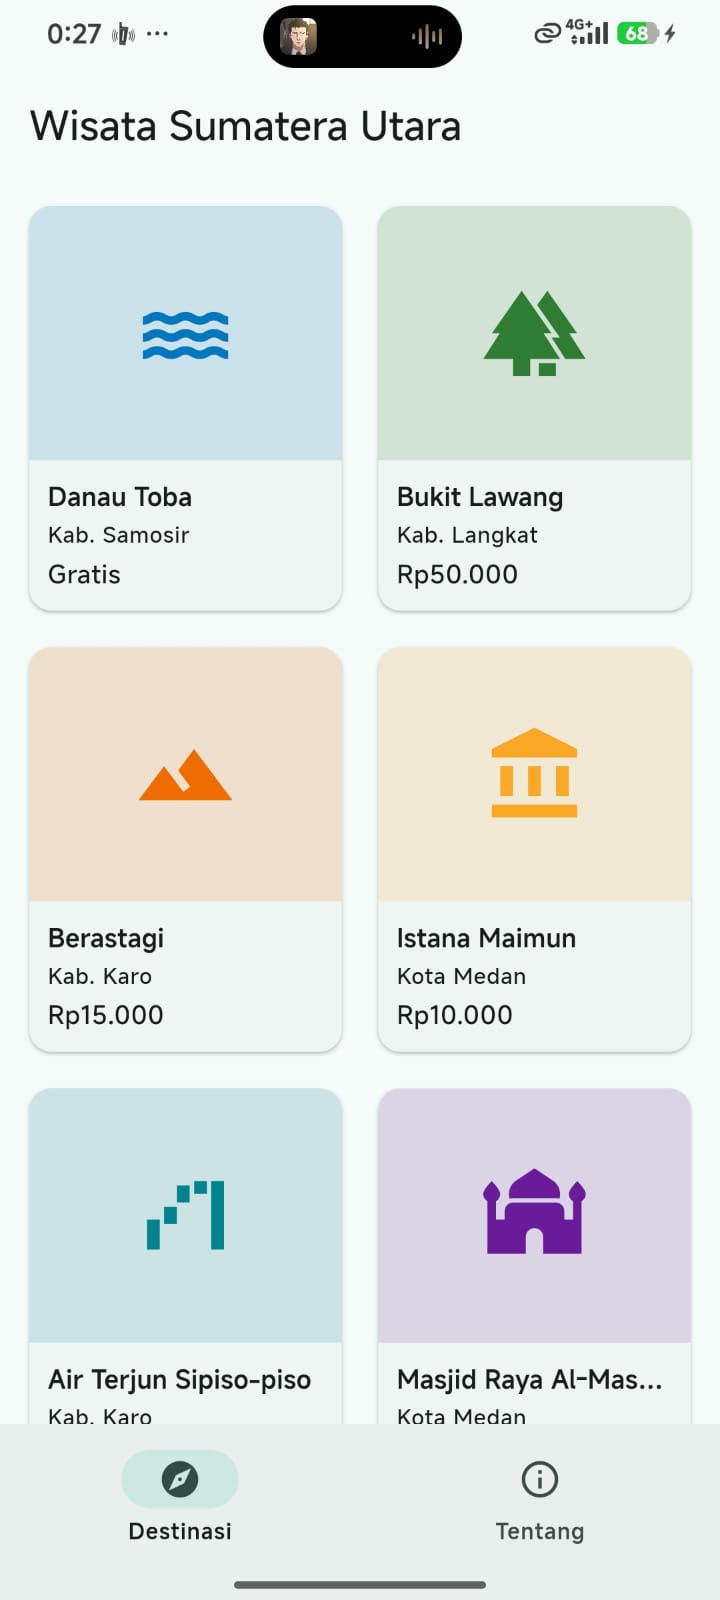 0:27 ... 4G+ 68
Wisata Sumatera Utara
Danau Toba
Kab. Samosir
Gratis
Bukit Lawang
Kab. Langkat
Rp50.000
Berastagi
Kab. Karo
Rp15.000
Istana Maimun
Kota Medan
Rp10.000
Air Terjun Sipiso-piso
Kab. Karo
Masjid Raya Al-Mas...
Kota Medan
Destinasi
Tentang